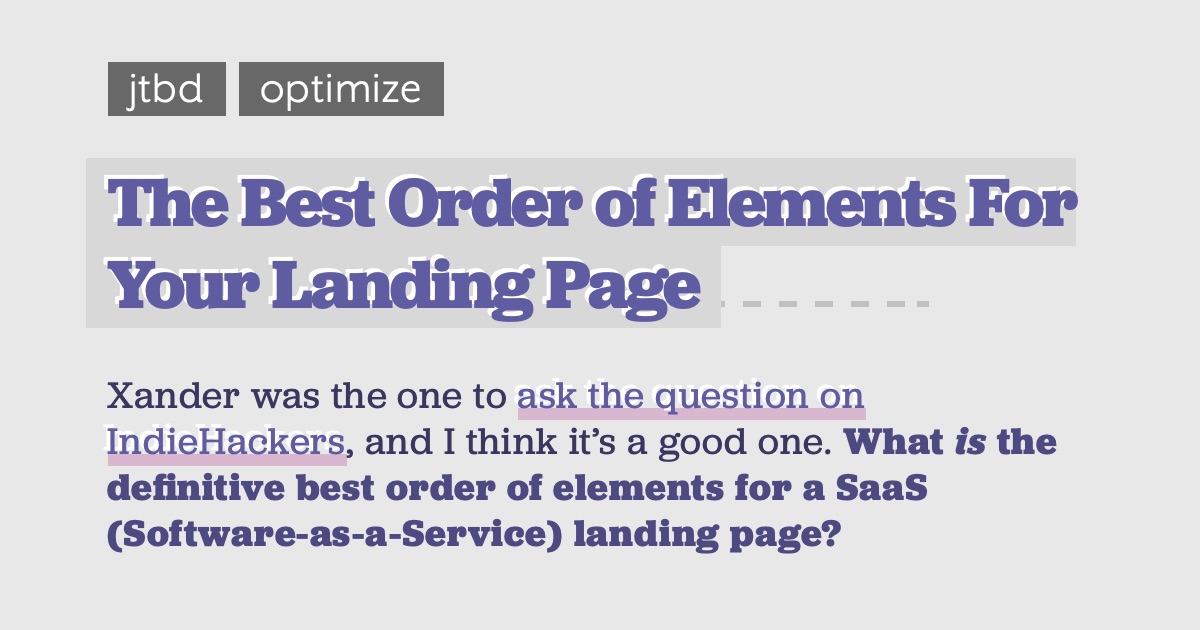 jtbd optimize
The Best Order of Elements For
Your Landing Page
Xander was the one to ask the question on
IndieHackers, and I think it’s a good one. What is the
definitive best order of elements for a SaaS
(Software-as-a-Service) landing page?